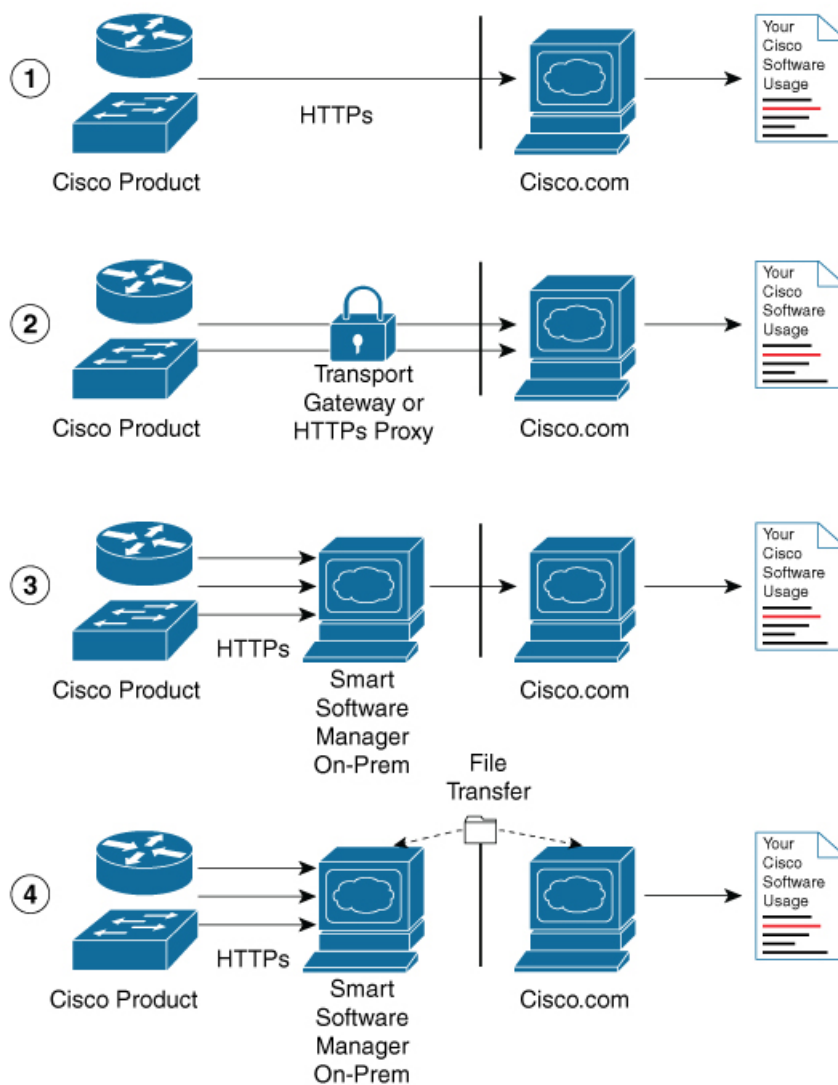 1
HTTPs
Cisco Product
Cisco.com
Your
Cisco
Software
Usage
2
Transport
Gateway or
HTTPs Proxy
Cisco Product
Cisco.com
Your
Cisco
Software
Usage
3
HTTPs
Cisco Product
Smart
Software
Manager
On-Prem
Cisco.com
Your
Cisco
Software
Usage
File
Transfer
4
HTTPs
Cisco Product
Smart
Software
Manager
On-Prem
Cisco.com
Your
Cisco
Software
Usage